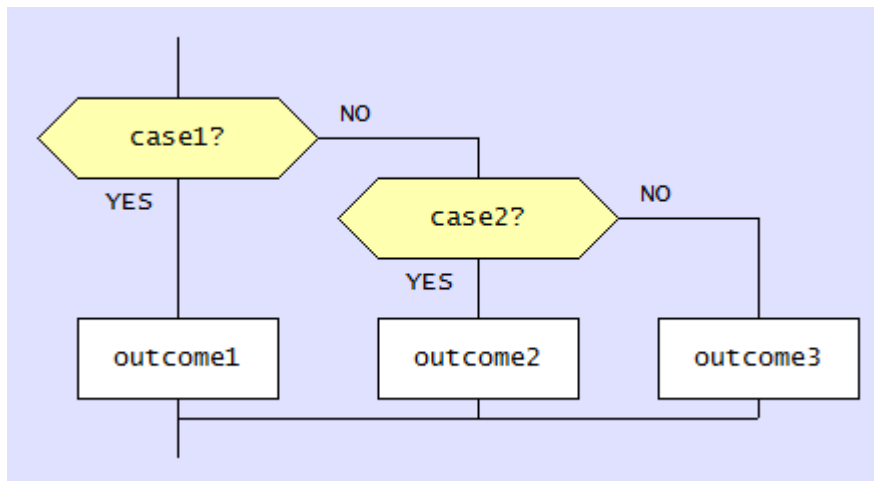 NO
case1?
YES
NO
case2?
YES
outcome1
outcome2
outcome3